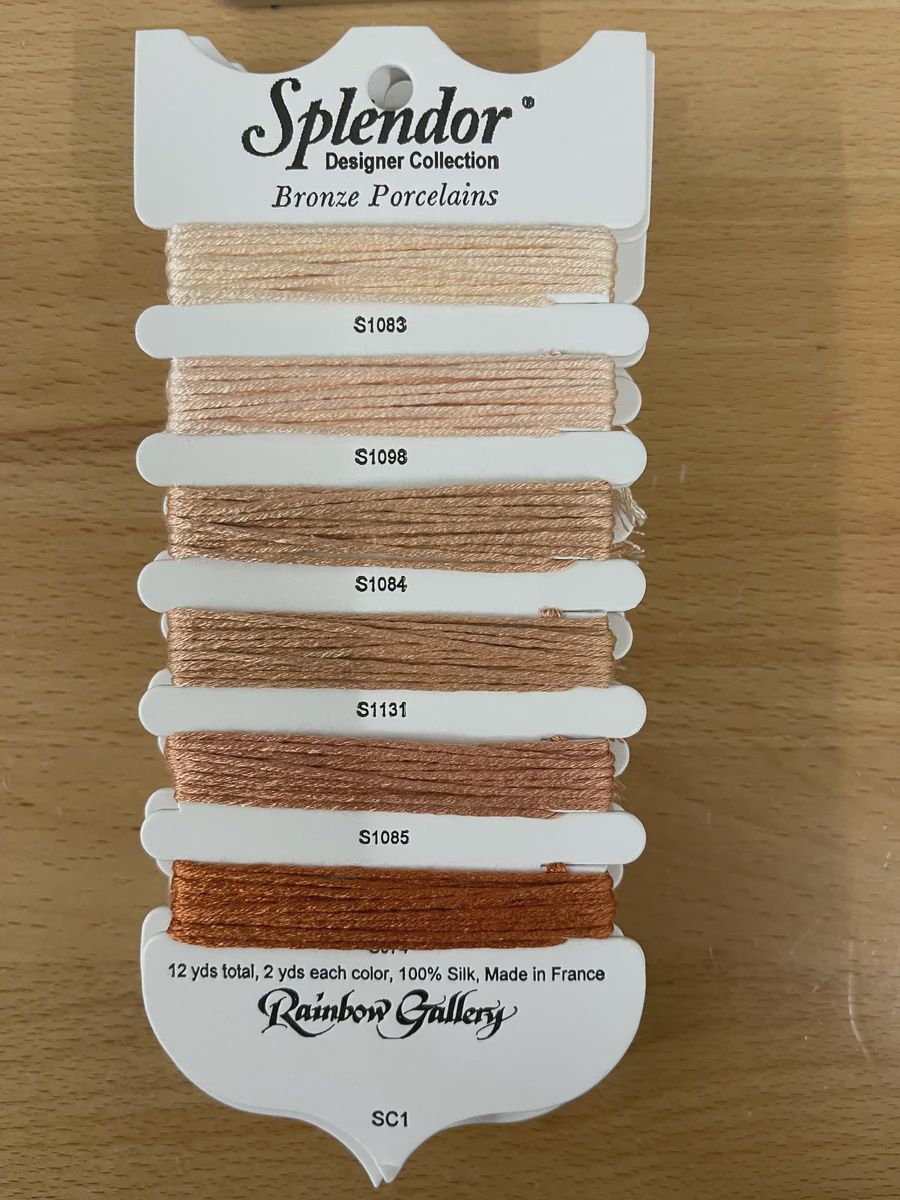 Splendor®
Designer Collection
Bronze Porcelains
S1083
S1098
S1084
S1131
S1085
12 yds total, 2 yds each color, 100% Silk, Made in France
Rainbow Gallery
SC1